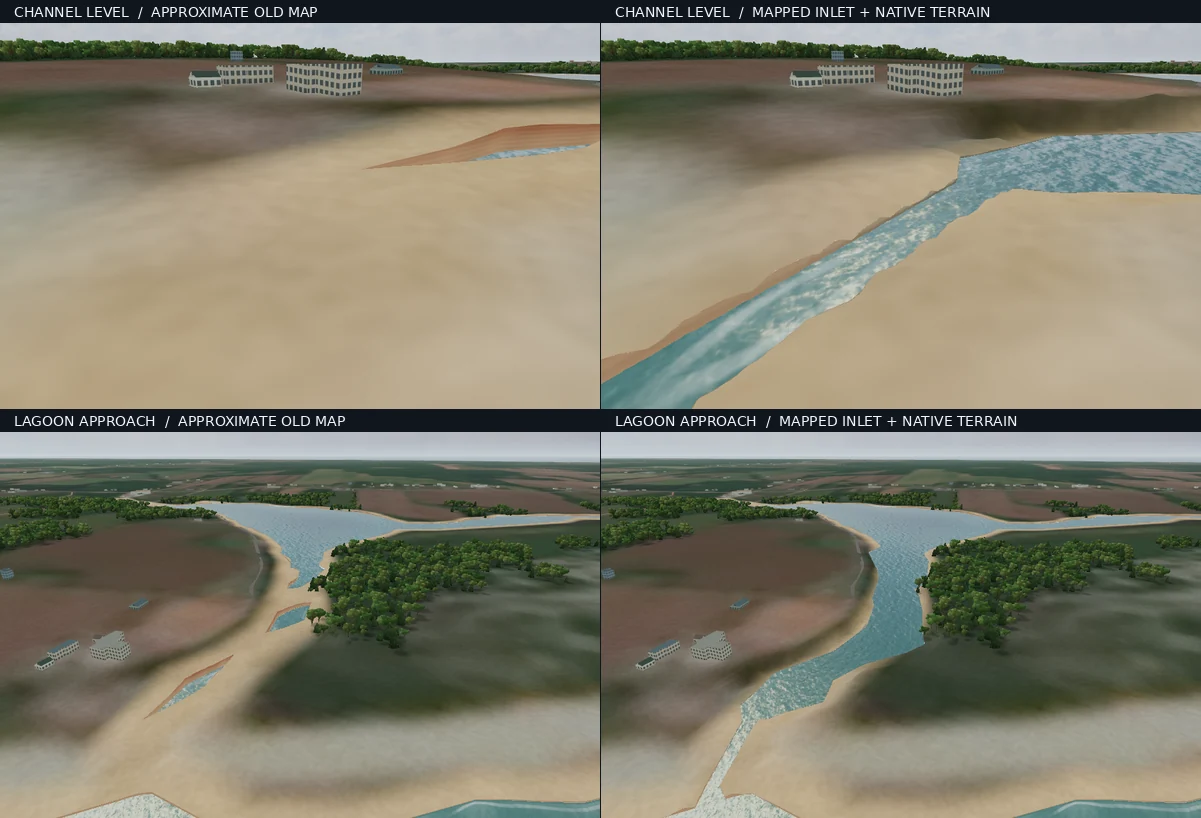 CHANNEL LEVEL / APPROXIMATE OLD MAP
CHANNEL LEVEL / MAPPED INLET + NATIVE TERRAIN
LAGOON APPROACH / APPROXIMATE OLD MAP
LAGOON APPROACH / MAPPED INLET + NATIVE TERRAIN